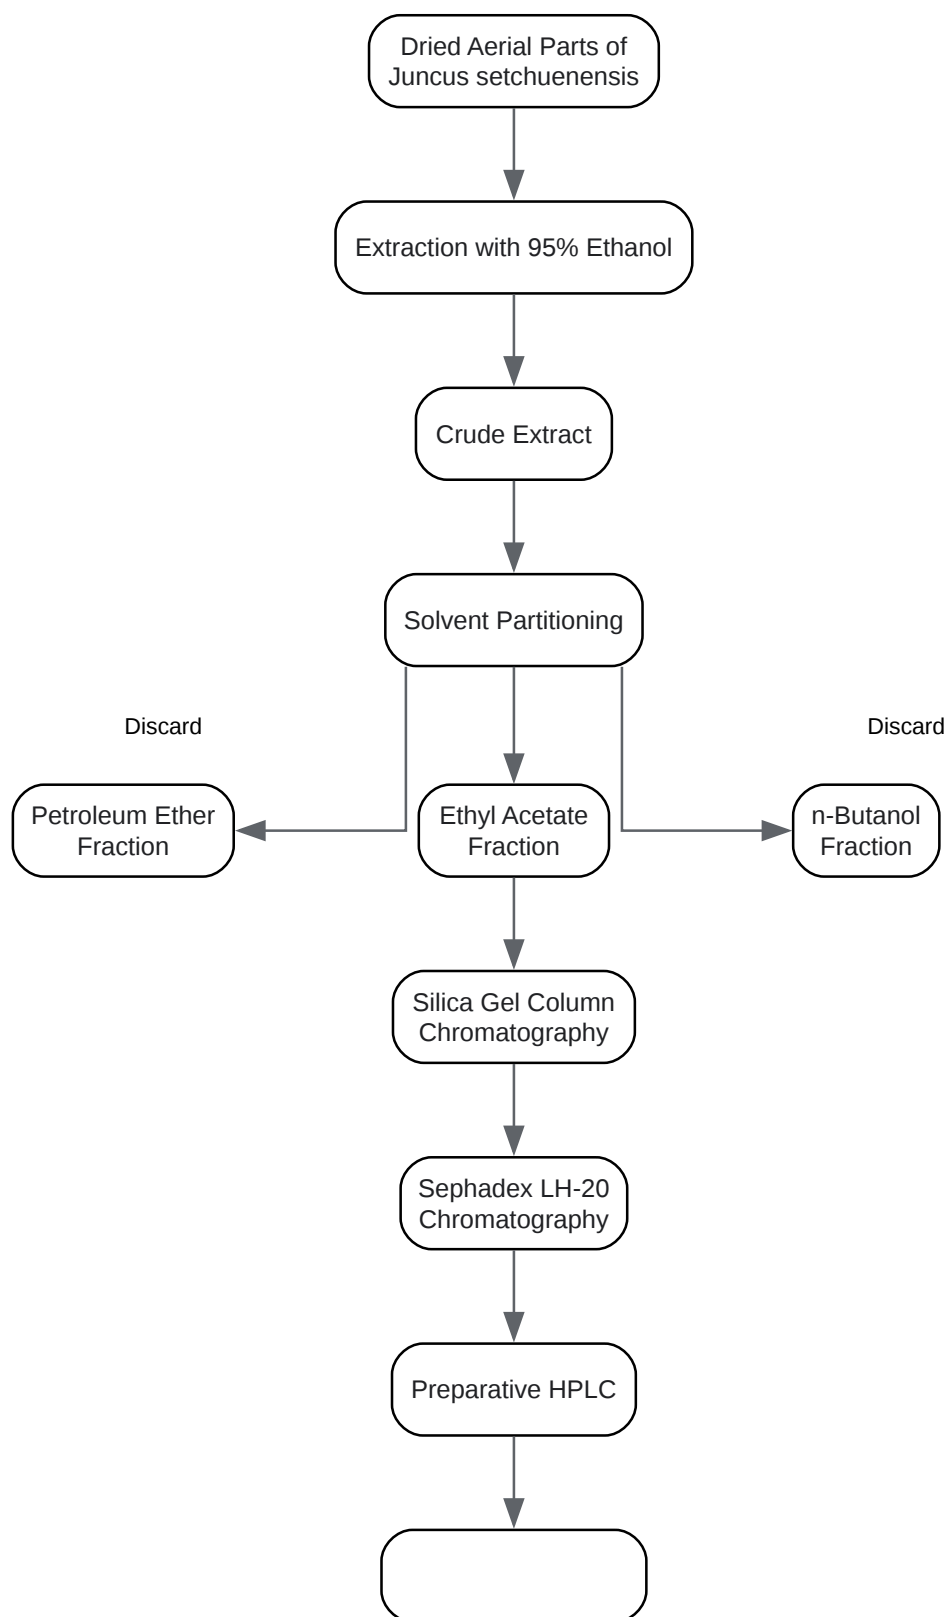 Dried Aerial Parts of
Juncus setchuenensis
Extraction with 95% Ethanol
Crude Extract
Solvent Partitioning
Discard
Discard
Petroleum Ether
Fraction
Ethyl Acetate
Fraction
n-Butanol
Fraction
Silica Gel Column
Chromatography
Sephadex LH-20
Chromatography
Preparative HPLC